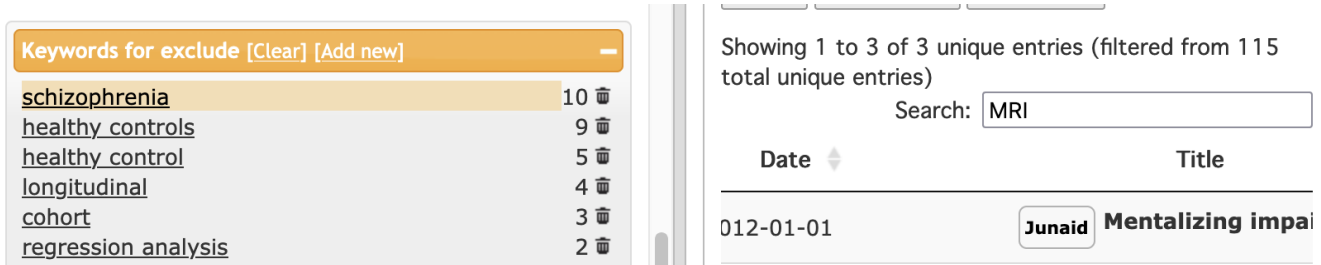 Keywords for exclude [Clear] [Add new]
schizophrenia 10
healthy controls 9
healthy control 5
longitudinal 4
cohort 3
regression analysis 2
Showing 1 to 3 of 3 unique entries (filtered from 115
total unique entries)
Search: MRI
Date Title
012-01-01 Junaid Mentalizing impai